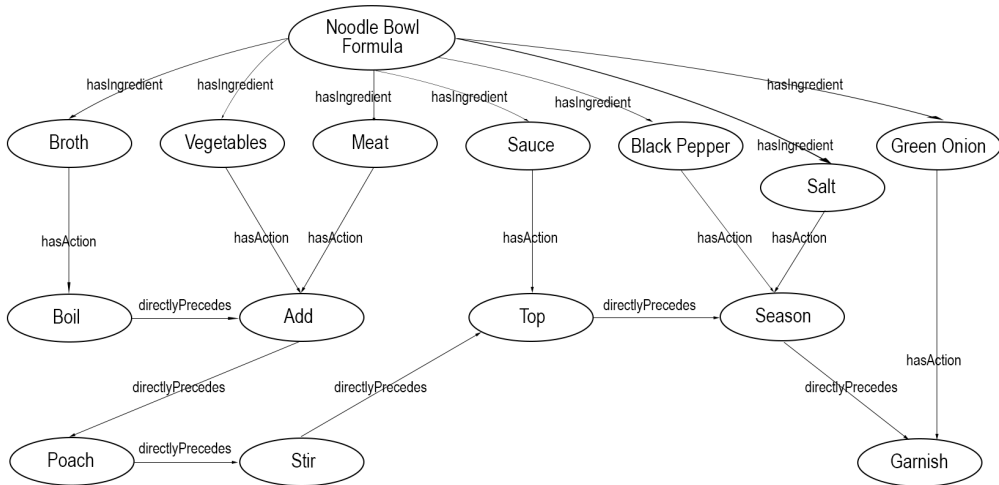 Noodle Bowl
Formula
hasIngredient
hasIngredient
hasIngredient
hasIngredient
hasIngredient
hasIngredient
hasIngredient
Broth
Vegetables
Meat
Sauce
Black Pepper
Green Onion
Salt
hasAction
hasAction
hasAction
hasAction
hasAction
hasAction
hasAction
directlyPrecedes
directlyPrecedes
Boil
Add
Top
Season
directlyPrecedes
directlyPrecedes
directlyPrecedes
directlyPrecedes
Poach
Stir
Garnish